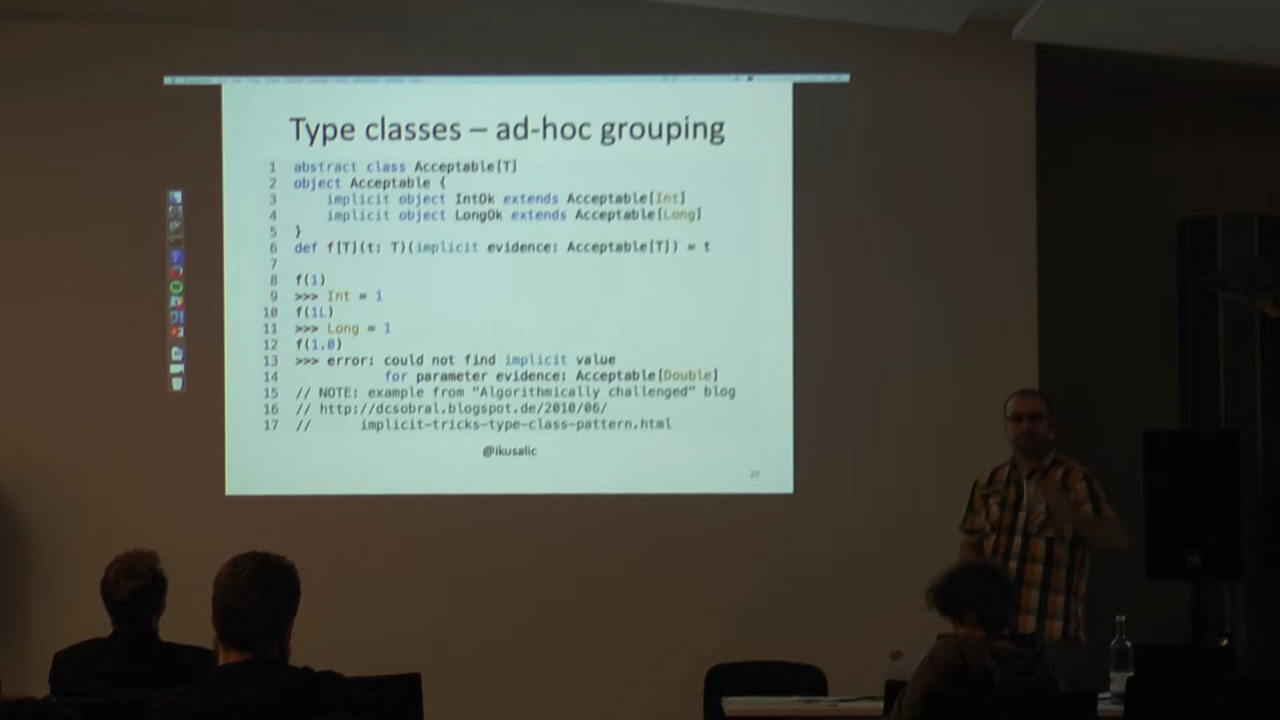 Type classes – ad-hoc grouping
1 abstract class Acceptable[T]
2 object Acceptable {
3 implicit object IntOk extends Acceptable[Int]
4 implicit object LongOk extends Acceptable[Long]
5 }
6 def f[T](t: T)(implicit evidence: Acceptable[T]) = t
7
8 f(1)
9 >>> Int = 1
10 f(1L)
11 >>> Long = 1
12 f(1.0)
13 >>> error: could not find implicit value
14 for parameter evidence: Acceptable[Double]
15 // NOTE: example from "Algorithmically challenged" blog
16 // http://dcsobral.blogspot.de/2010/06/
17 // implicit-tricks-type-class-pattern.html
@ikusalic